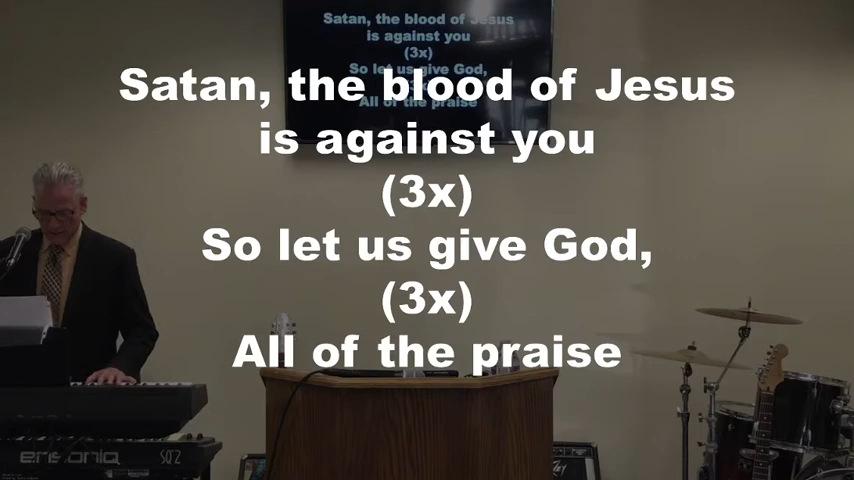 Satan, the blood of Jesus
is against you
(3x)
So let us give God,
All of the praise
Satan, the blood of Jesus
is against you
(3x)
So let us give God,
(3x)
All of the praise
ensoniq SQ2
Peavey